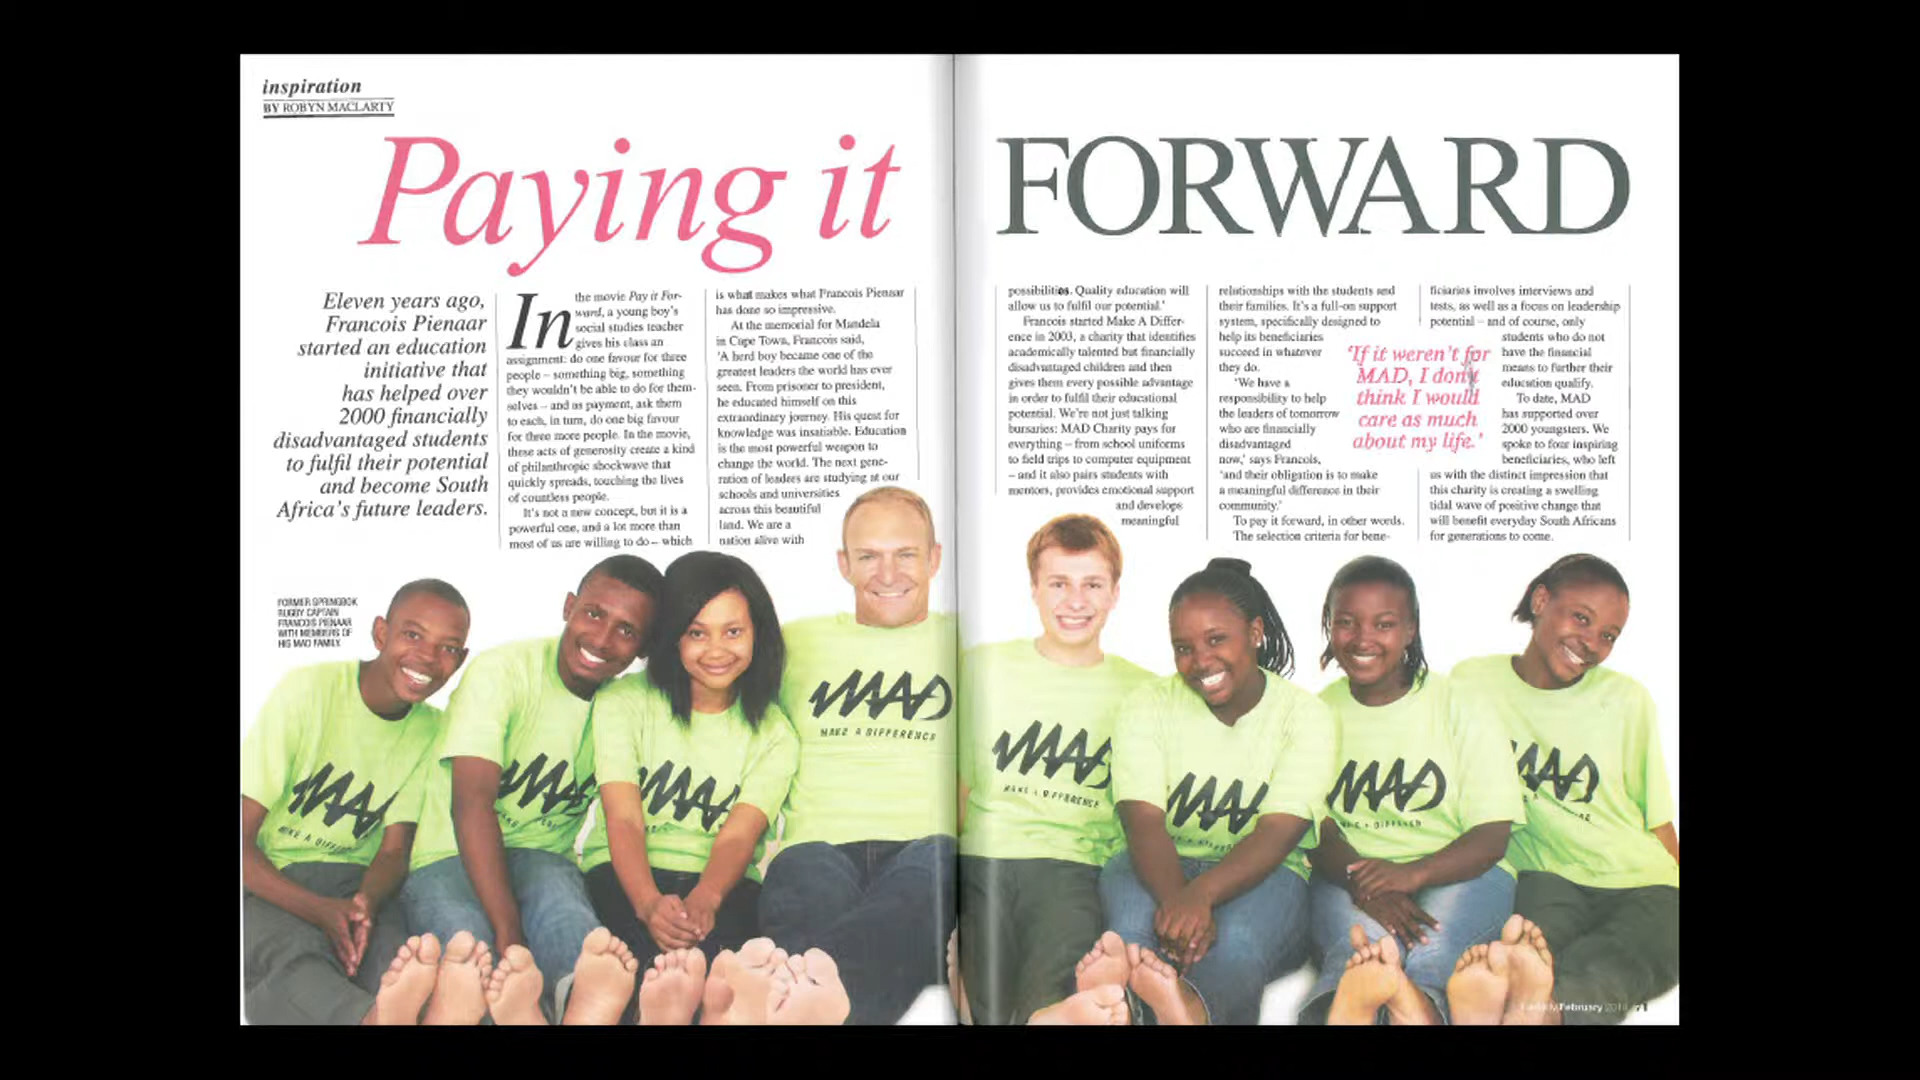 inspiration
BY ROBYN MACLARTY
Paying it
FORWARD
Eleven years ago,
Francois Pienaar
started an education
initiative that
has helped over
2000 financially
disadvantaged students
to fulfil their potential
and become South
Africa's future leaders.
In the movie Pay it For-
ward, a young boy's
social studies teacher
gives his class an
assignment: do one favour for three
people – something big, something
they wouldn't be able to do for them-
selves – and as payment, ask them
to each, in turn, do one big favour
for three more people. In the movie,
these acts of generosity create a kind
of philanthropic shockwave that
quickly spreads, touching the lives
of countless people.
It's not a new concept, but it is a
powerful one, and a lot more than
most of us are willing to do – which
is what makes what Francois Pienaar
has done so impressive.
At the memorial for Mandela
in Cape Town, Francois said,
'A herd boy became one of the
greatest leaders the world has ever
seen. From prisoner to president,
he educated himself on this
extraordinary journey. His quest for
knowledge was insatiable. Education
is the most powerful weapon to
change the world. The next gene-
ration of leaders are studying at our
schools and universities
across this beautiful
land. We are a
nation alive with
possibilities. Quality education will
allow us to fulfil our potential.'
Francois started Make A Differ-
ence in 2003, a charity that identifies
academically talented but financially
disadvantaged children and then
gives them every possible advantage
in order to fulfil their educational
potential. We're not just talking
bursaries: MAD Charity pays for
everything – from school uniforms
to field trips to computer equipment
– and it also pairs students with
mentors, provides emotional support
and develops
meaningful
relationships with the students and
their families. It's a full-on support
system, specifically designed to
help its beneficiaries
succeed in whatever
they do.
'We have a
responsibility to help
the leaders of tomorrow
who are financially
disadvantaged
now,' says Francois,
'and their obligation is to make
a meaningful difference in their
community.'
To pay it forward, in other words.
The selection criteria for bene-
'If it weren't for
MAD, I don't
think I would
care as much
about my life.'
ficiaries involves interviews and
tests, as well as a focus on leadership
potential – and of course, only
students who do not
have the financial
means to further their
education qualify.
To date, MAD
has supported over
2000 youngsters. We
spoke to four inspiring
beneficiaries, who left
us with the distinct impression that
this charity is creating a swelling
tidal wave of positive change that
will benefit everyday South Africans
for generations to come.
FORMER SPRINGBOK
RUGBY CAPTAIN
FRANCOIS PIENAAR
WITH MEMBERS OF
HIS MAD FAMILY.
MAD
MAKE A DIFFERENCE
MAD
MAKE A DIFFERENCE
MAD
MAD
February